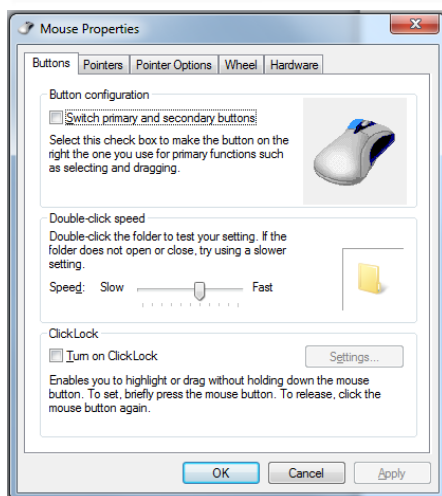 Mouse Properties
Buttons Pointers Pointer Options Wheel Hardware
Button configuration
Switch primary and secondary buttons
Select this check box to make the button on the
right the one you use for primary functions such
as selecting and dragging.
Double-click speed
Double-click the folder to test your setting. If the
folder does not open or close, try using a slower
setting.
Speed: Slow Fast
ClickLock
Turn on ClickLock Settings...
Enables you to highlight or drag without holding down the mouse
button. To set, briefly press the mouse button. To release, click the
mouse button again.
OK Cancel Apply